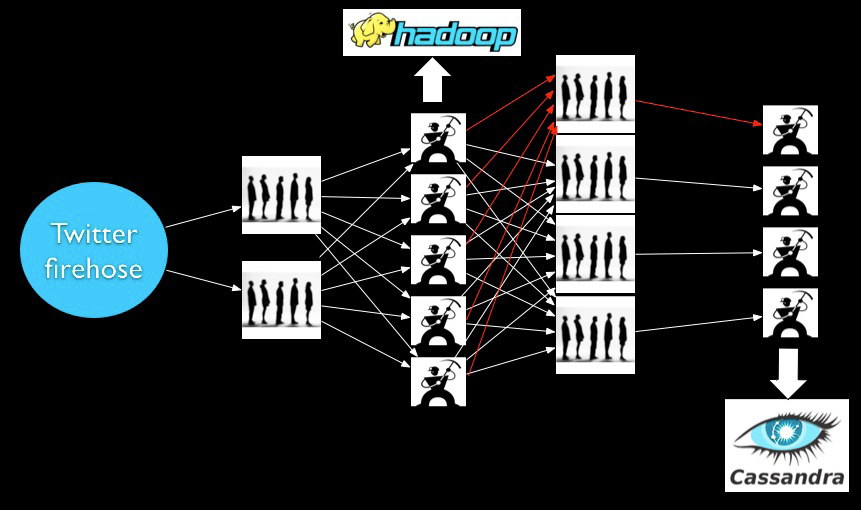 hadoop
Twitter
firehose
Cassandra